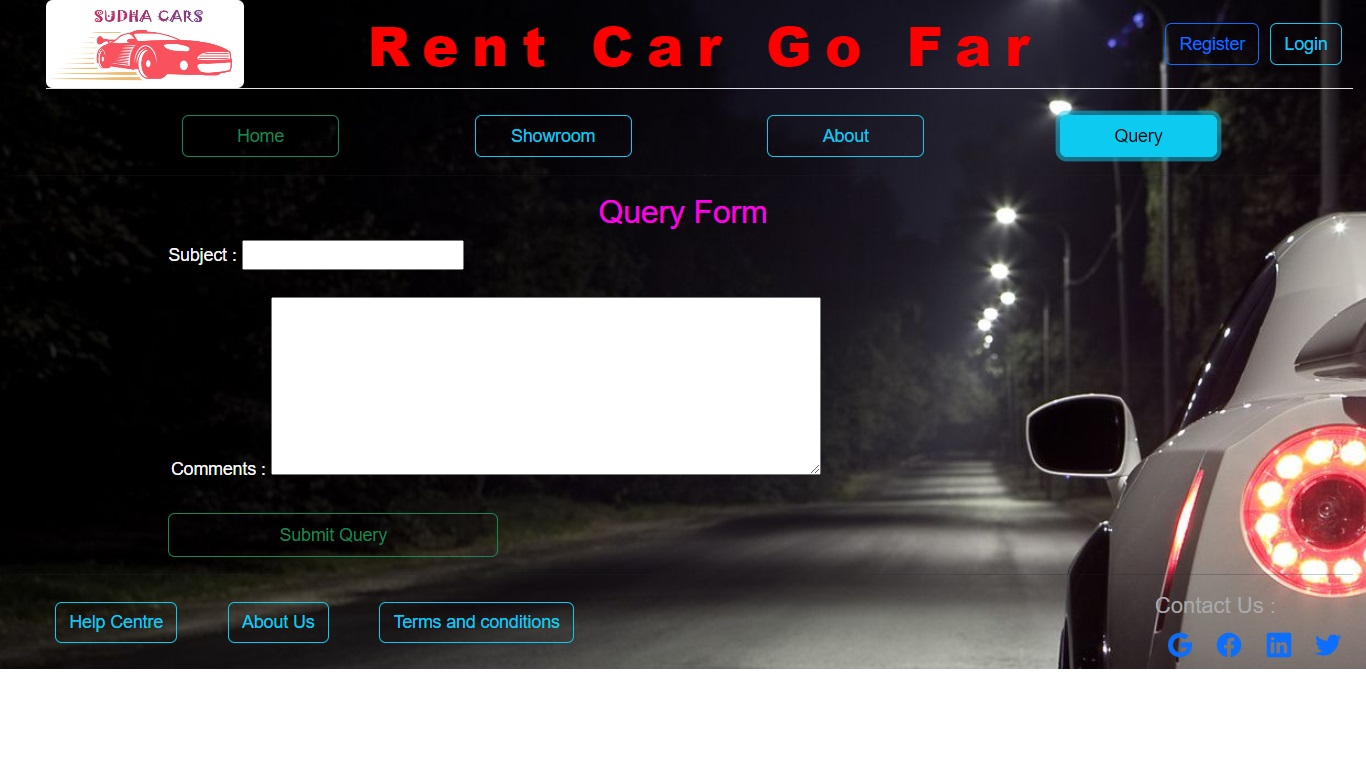 SUDHA CARS
Rent Car Go Far
Register
Login
Home
Showroom
About
Query
Query Form
Subject :
Comments :
Submit Query
Help Centre
About Us
Terms and conditions
Contact Us :